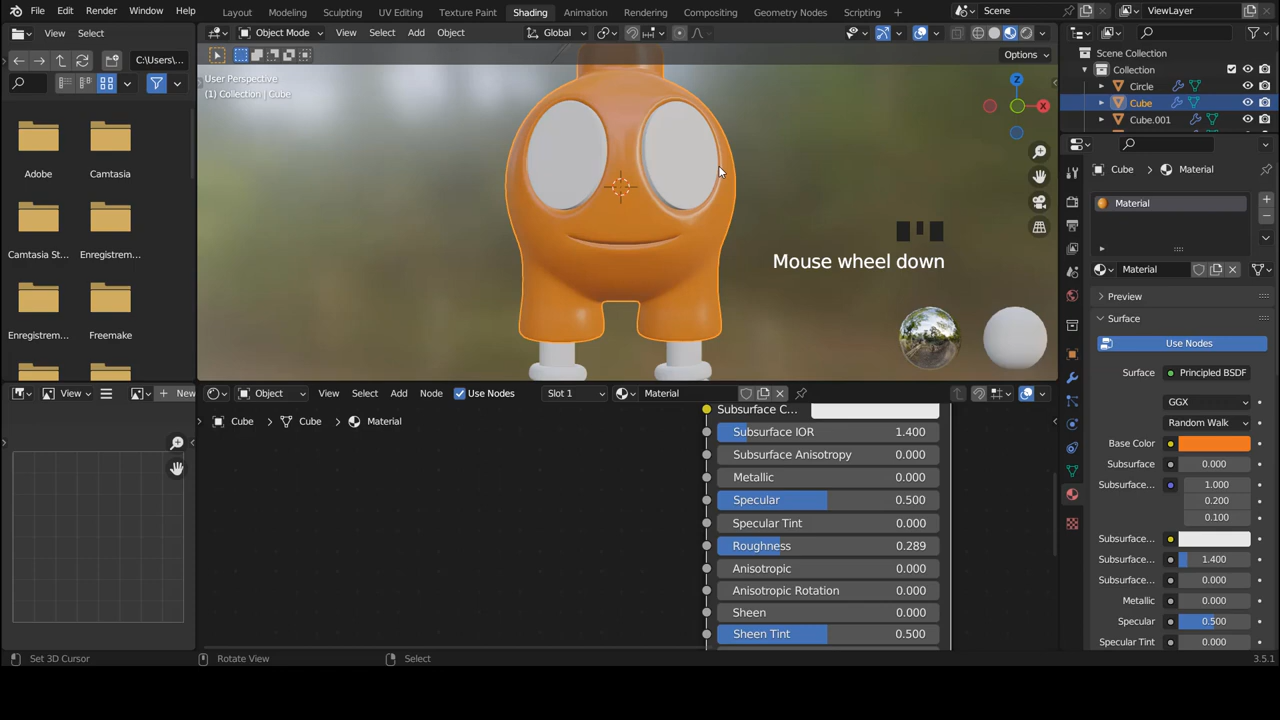 File Edit Render Window Help Layout Modeling Sculpting UV Editing Texture Paint Shading Animation Rendering Compositing Geometry Nodes Scripting Scene ViewLayer
View Select Object Mode View Select Add Object Global
C:\Users\... Options
User Perspective
(1) Collection | Cube
Scene Collection
Collection
Circle
Cube
Cube.001
Z
X
Adobe Camtasia
Camtasia St... Enregistrem...
Enregistrem... Freemake
Mouse wheel down
Cube Material
Material
Material
Preview
Surface
Use Nodes
Surface Principled BSDF
GGX
Random Walk
Base Color
Subsurface 0.000
Subsurface... 1.000
0.200
0.100
Subsurface...
Subsurface... 1.400
Subsurface... 0.000
Metallic 0.000
Specular 0.500
Specular Tint 0.000
View New Object View Select Add Node Use Nodes Slot 1 Material
Cube Cube Material
Subsurface C...
Subsurface IOR 1.400
Subsurface Anisotropy 0.000
Metallic 0.000
Specular 0.500
Specular Tint 0.000
Roughness 0.289
Anisotropic 0.000
Anisotropic Rotation 0.000
Sheen 0.000
Sheen Tint 0.500
Set 3D Cursor Rotate View Select 3.5.1